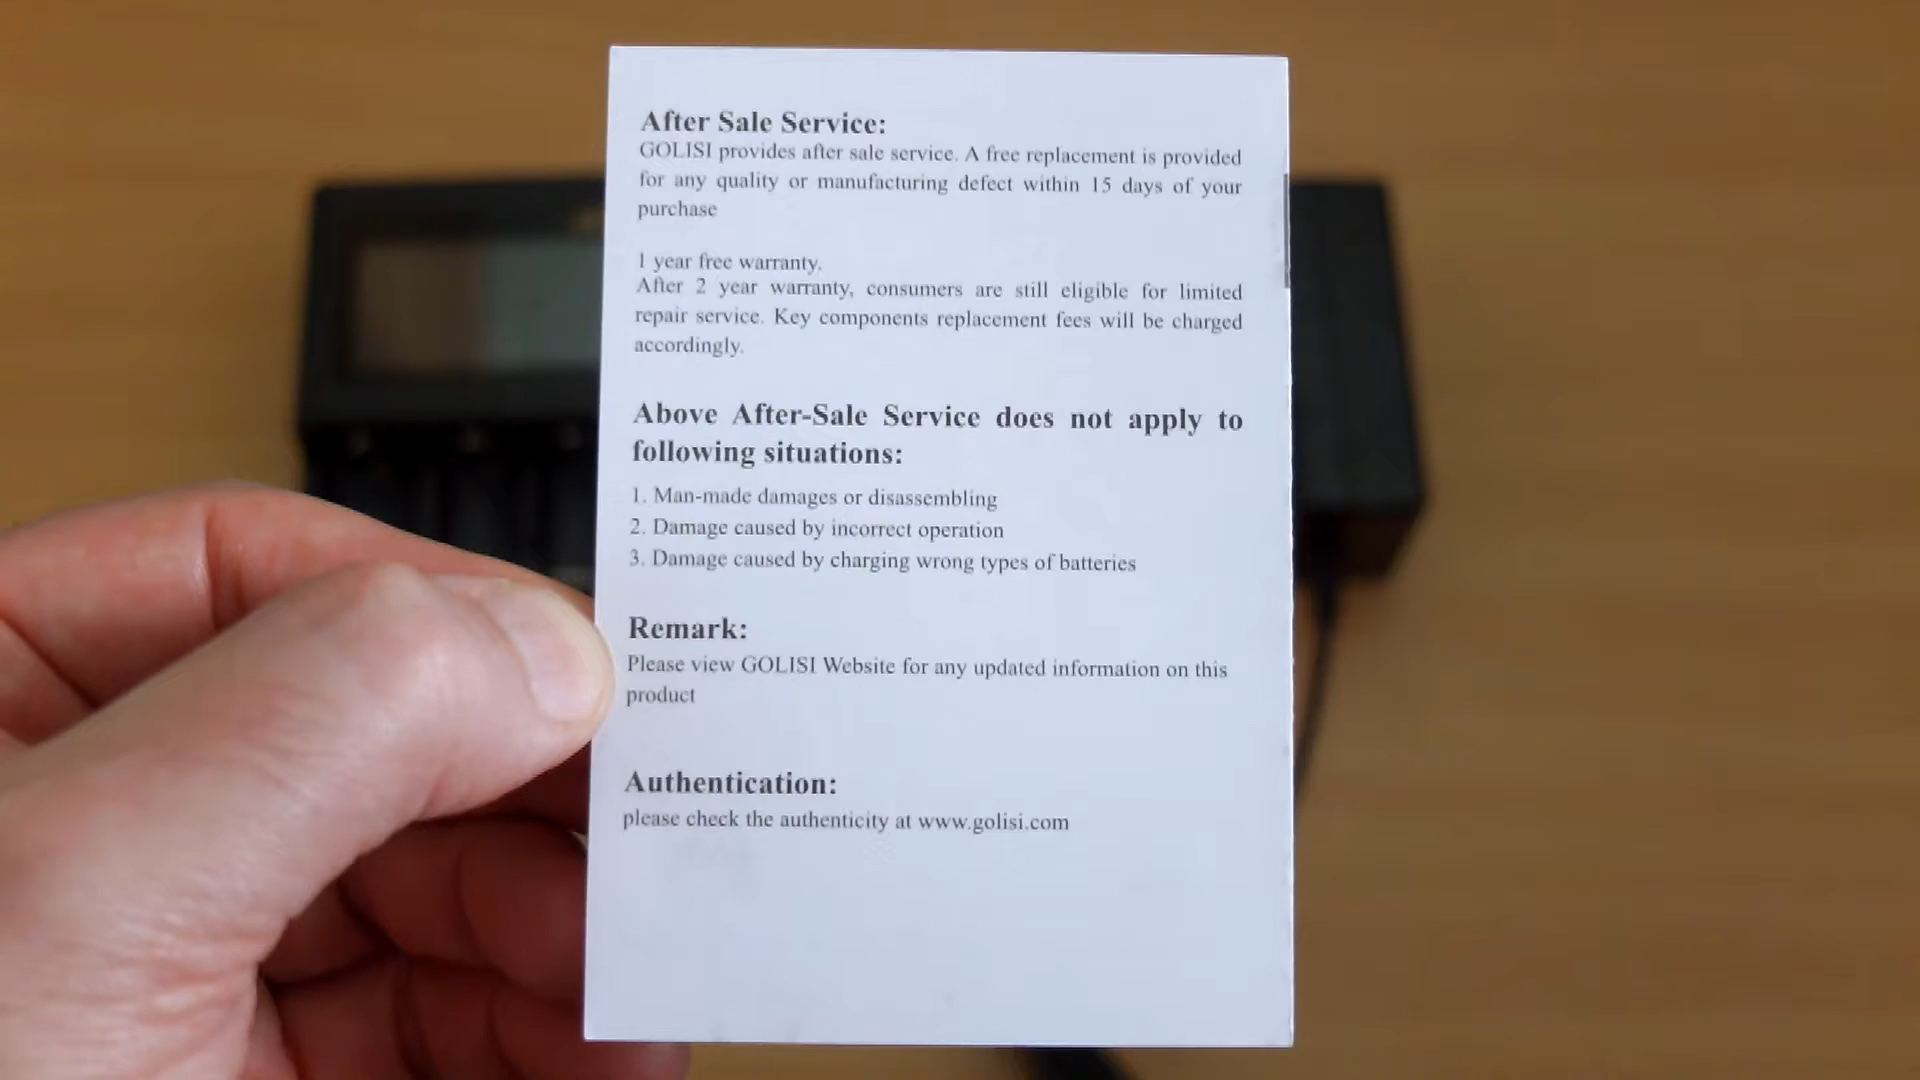 After Sale Service:
GOLISI provides after sale service. A free replacement is provided
for any quality or manufacturing defect within 15 days of your
purchase
1 year free warranty.
After 2 year warranty, consumers are still eligible for limited
repair service. Key components replacement fees will be charged
accordingly.
Above After-Sale Service does not apply to
following situations:
1. Man-made damages or disassembling
2. Damage caused by incorrect operation
3. Damage caused by charging wrong types of batteries
Remark:
Please view GOLISI Website for any updated information on this
product
Authentication:
please check the authenticity at www.golisi.com